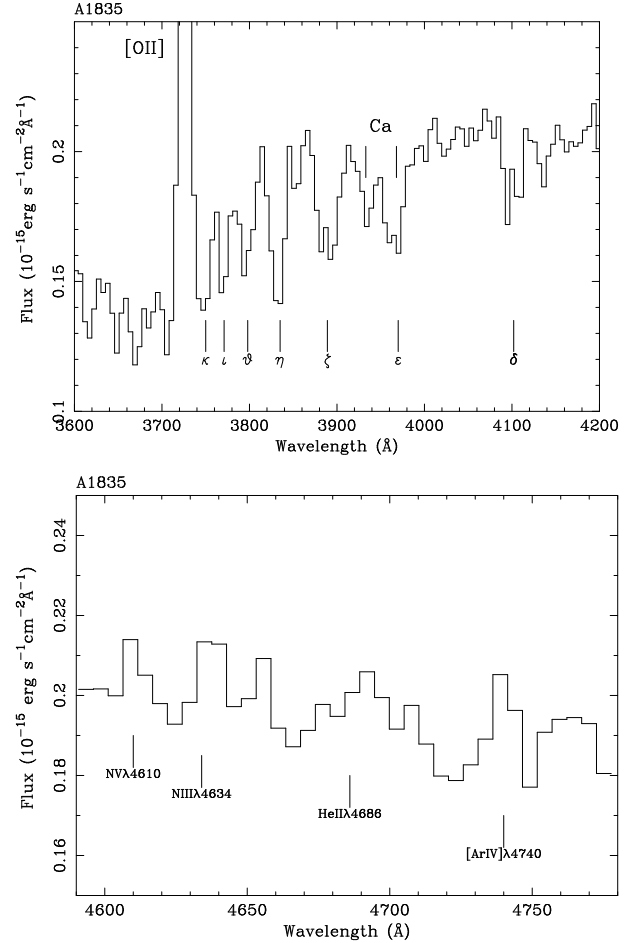 A1835
[OII]
Ca
0.2
0.15
0.1
Flux (10⁻¹⁵erg s⁻¹cm⁻²Å⁻¹)
κ ι ϑ η ζ ε δ
3600 3700 3800 3900 4000 4100 4200
Wavelength (Å)
A1835
0.24
0.22
0.2
0.18
0.16
Flux (10⁻¹⁵ erg s⁻¹cm⁻²Å⁻¹)
NVλ4610
NIIIλ4634
HeIIλ4686
[ArIV]λ4740
4600 4650 4700 4750
Wavelength (Å)